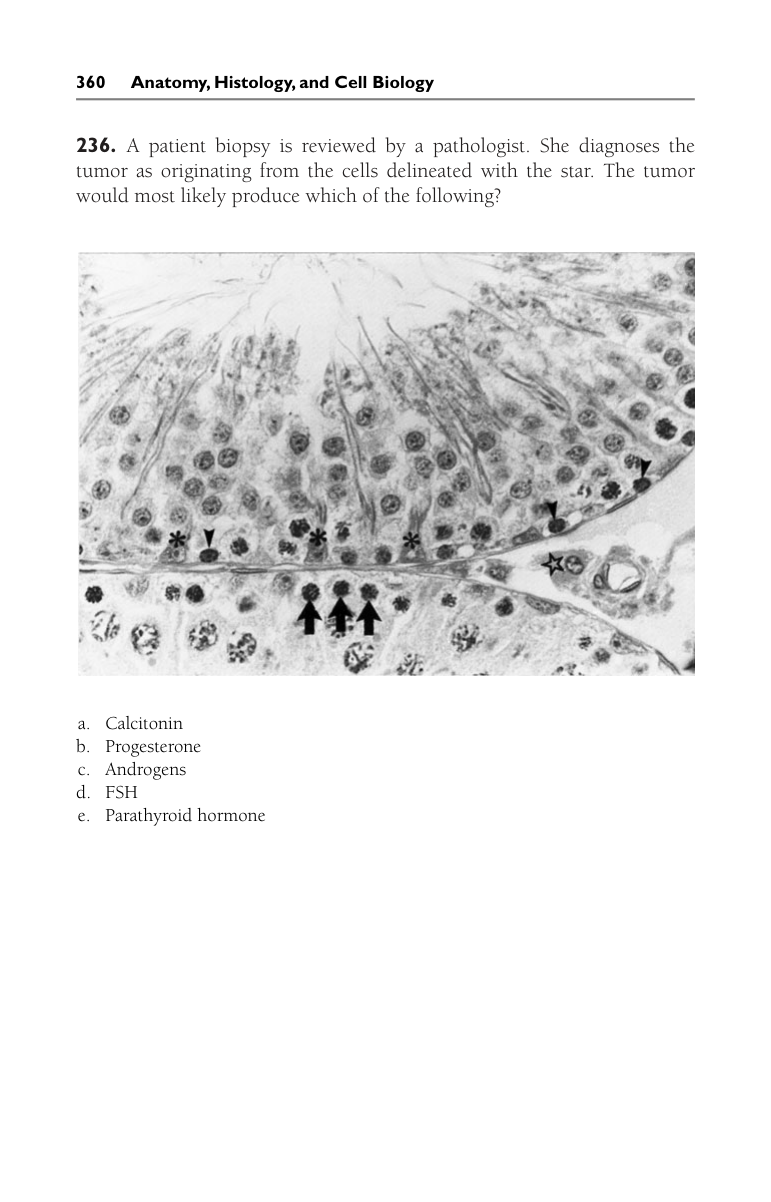 360 Anatomy, Histology, and Cell Biology
236. A patient biopsy is reviewed by a pathologist. She diagnoses the
tumor as originating from the cells delineated with the star. The tumor
would most likely produce which of the following?
a. Calcitonin
b. Progesterone
c. Androgens
d. FSH
e. Parathyroid hormone